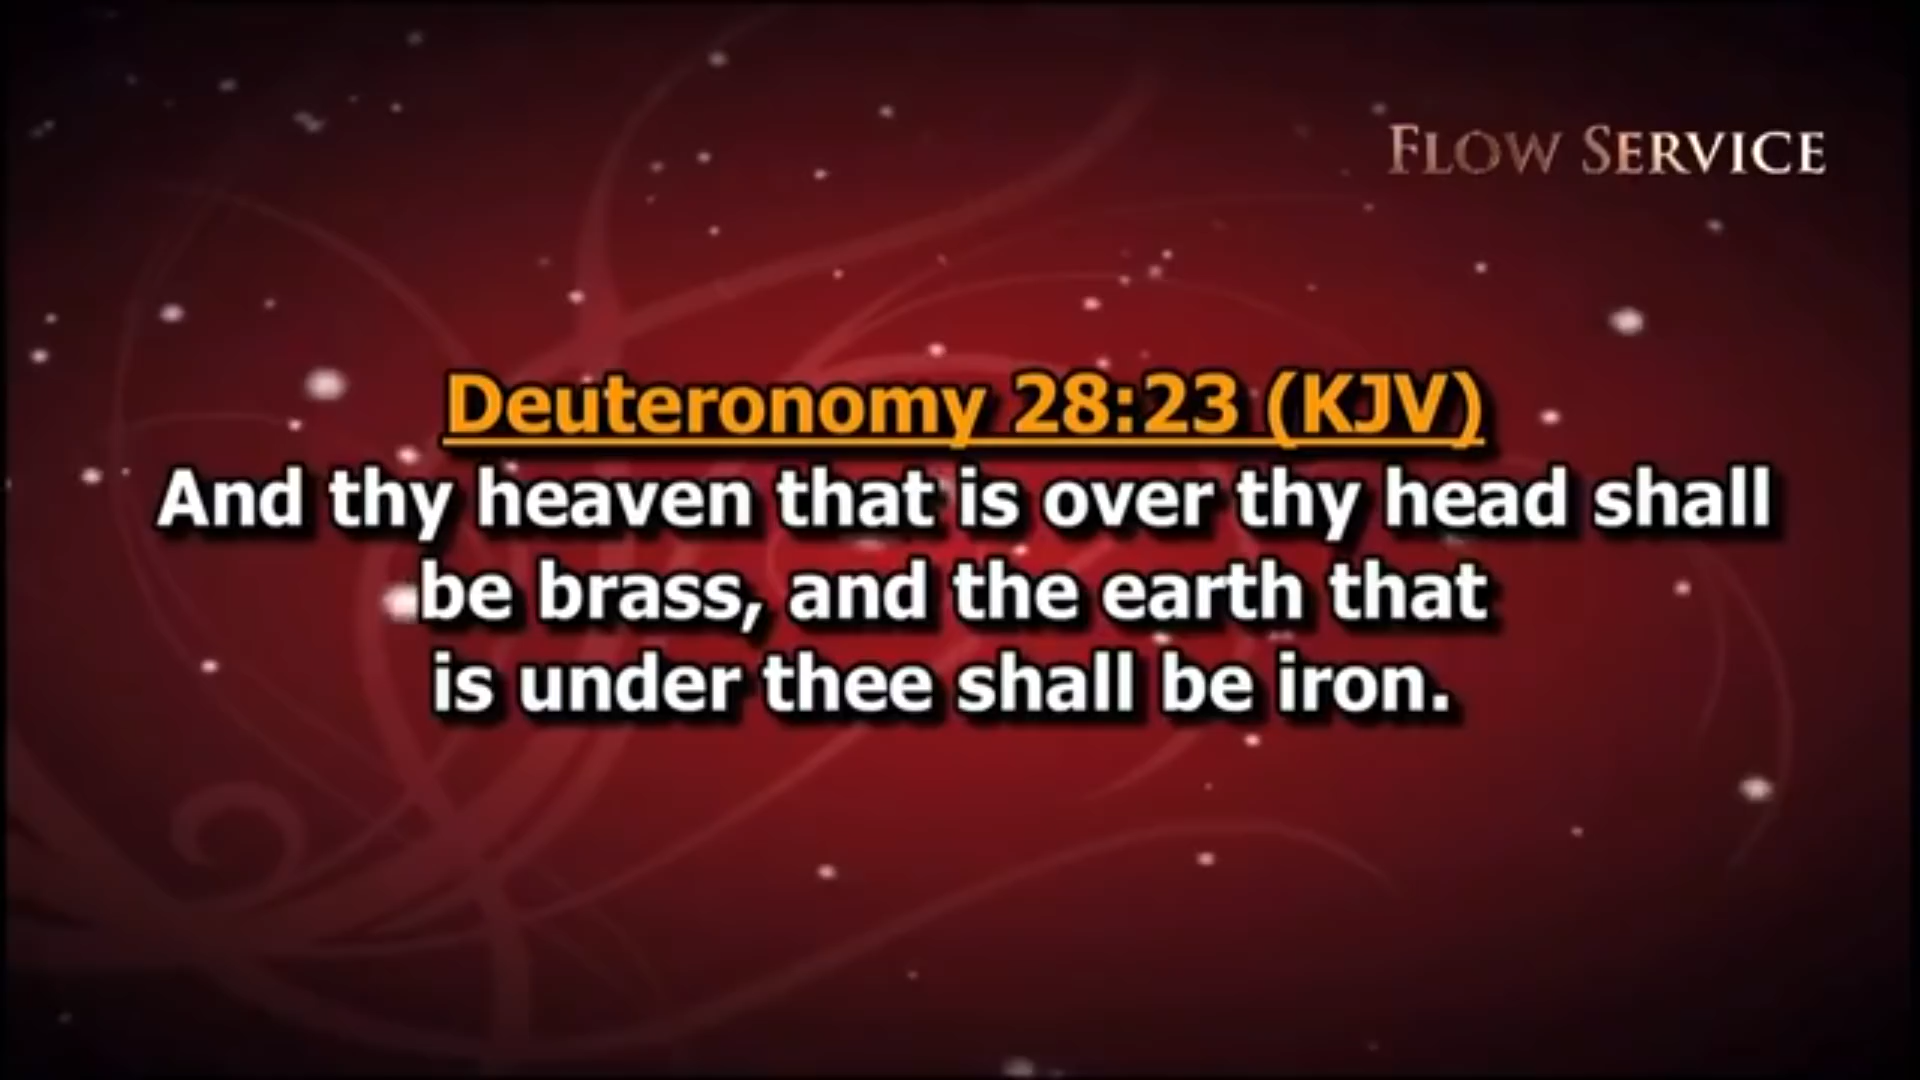 FLOW SERVICE
Deuteronomy 28:23 (KJV)
And thy heaven that is over thy head shall
be brass, and the earth that
is under thee shall be iron.